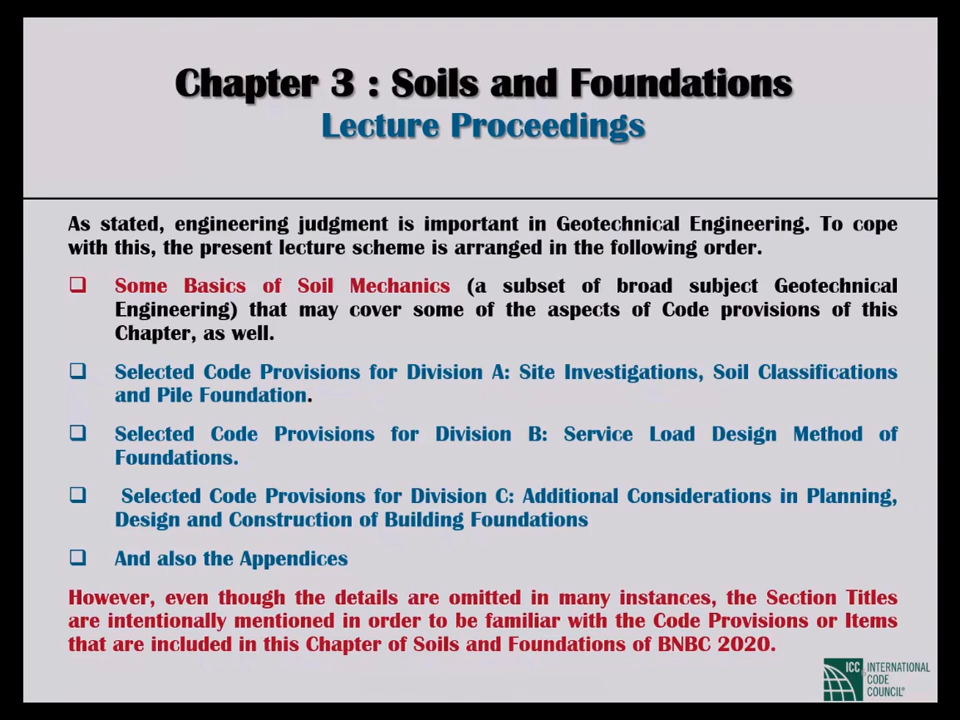 Chapter 3 : Soils and Foundations
Lecture Proceedings
As stated, engineering judgment is important in Geotechnical Engineering. To cope
with this, the present lecture scheme is arranged in the following order.
Some Basics of Soil Mechanics (a subset of broad subject Geotechnical
Engineering) that may cover some of the aspects of Code provisions of this
Chapter, as well.
Selected Code Provisions for Division A: Site Investigations, Soil Classifications
and Pile Foundation.
Selected Code Provisions for Division B: Service Load Design Method of
Foundations.
Selected Code Provisions for Division C: Additional Considerations in Planning,
Design and Construction of Building Foundations
And also the Appendices
However, even though the details are omitted in many instances, the Section Titles
are intentionally mentioned in order to be familiar with the Code Provisions or Items
that are included in this Chapter of Soils and Foundations of BNBC 2020.
ICC INTERNATIONAL
CODE
COUNCIL®